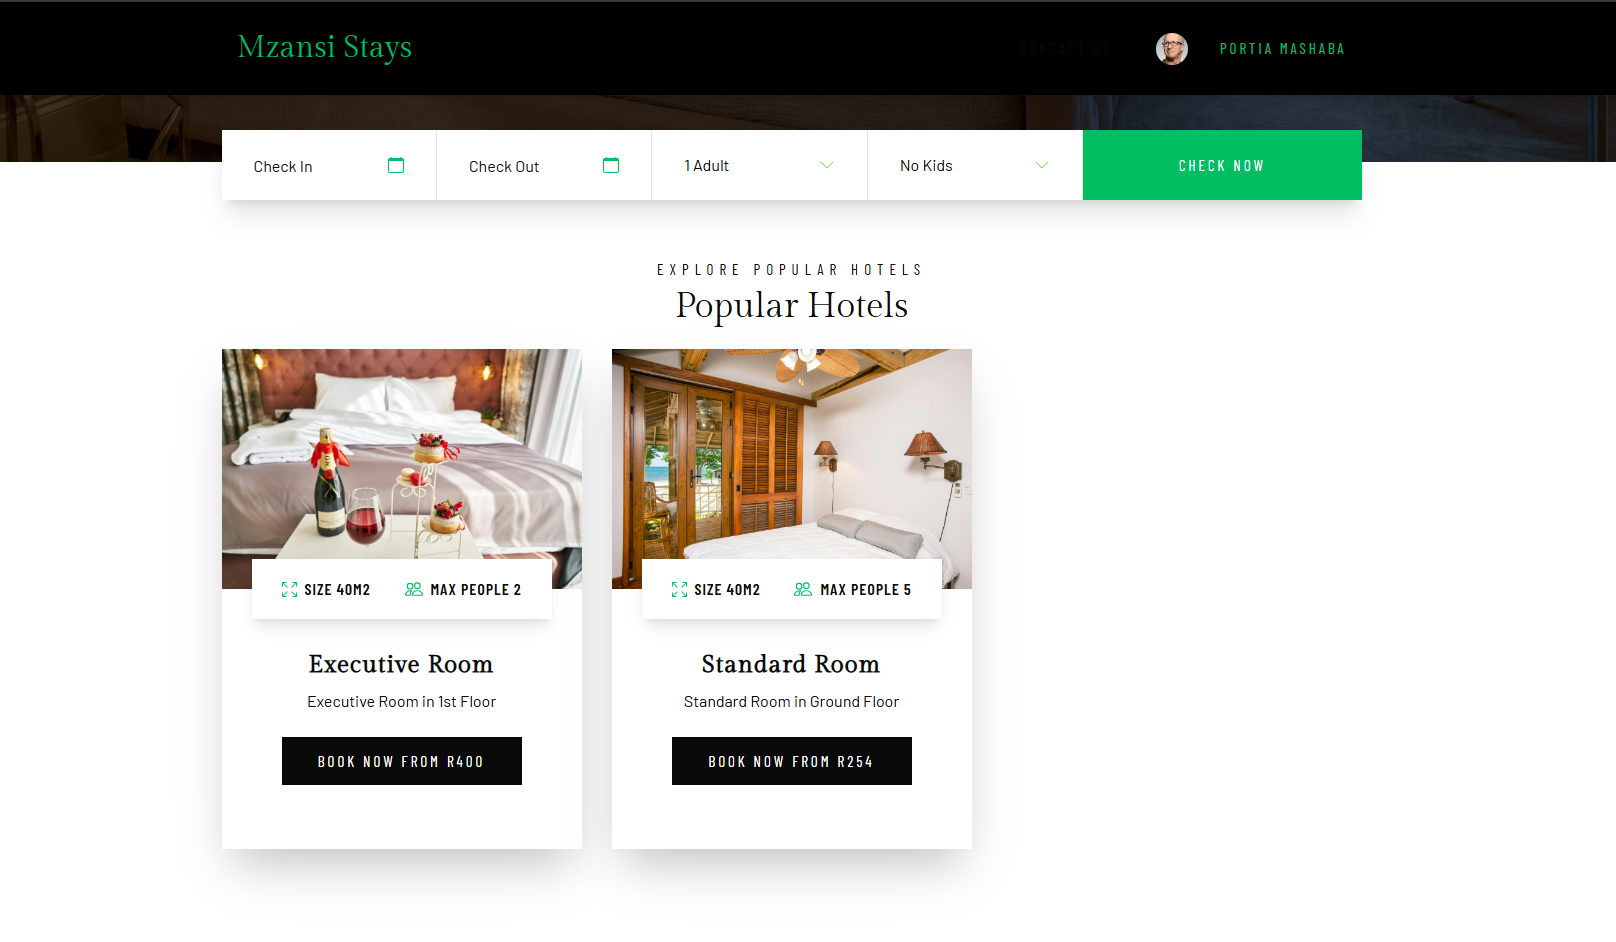 Mzansi Stays
CONTACT US
PORTIA MASHABA
Check In
Check Out
1 Adult
No Kids
CHECK NOW
EXPLORE POPULAR HOTELS
Popular Hotels
SIZE 40M2
MAX PEOPLE 2
SIZE 40M2
MAX PEOPLE 5
Executive Room
Standard Room
Executive Room in 1st Floor
Standard Room in Ground Floor
BOOK NOW FROM R400
BOOK NOW FROM R254